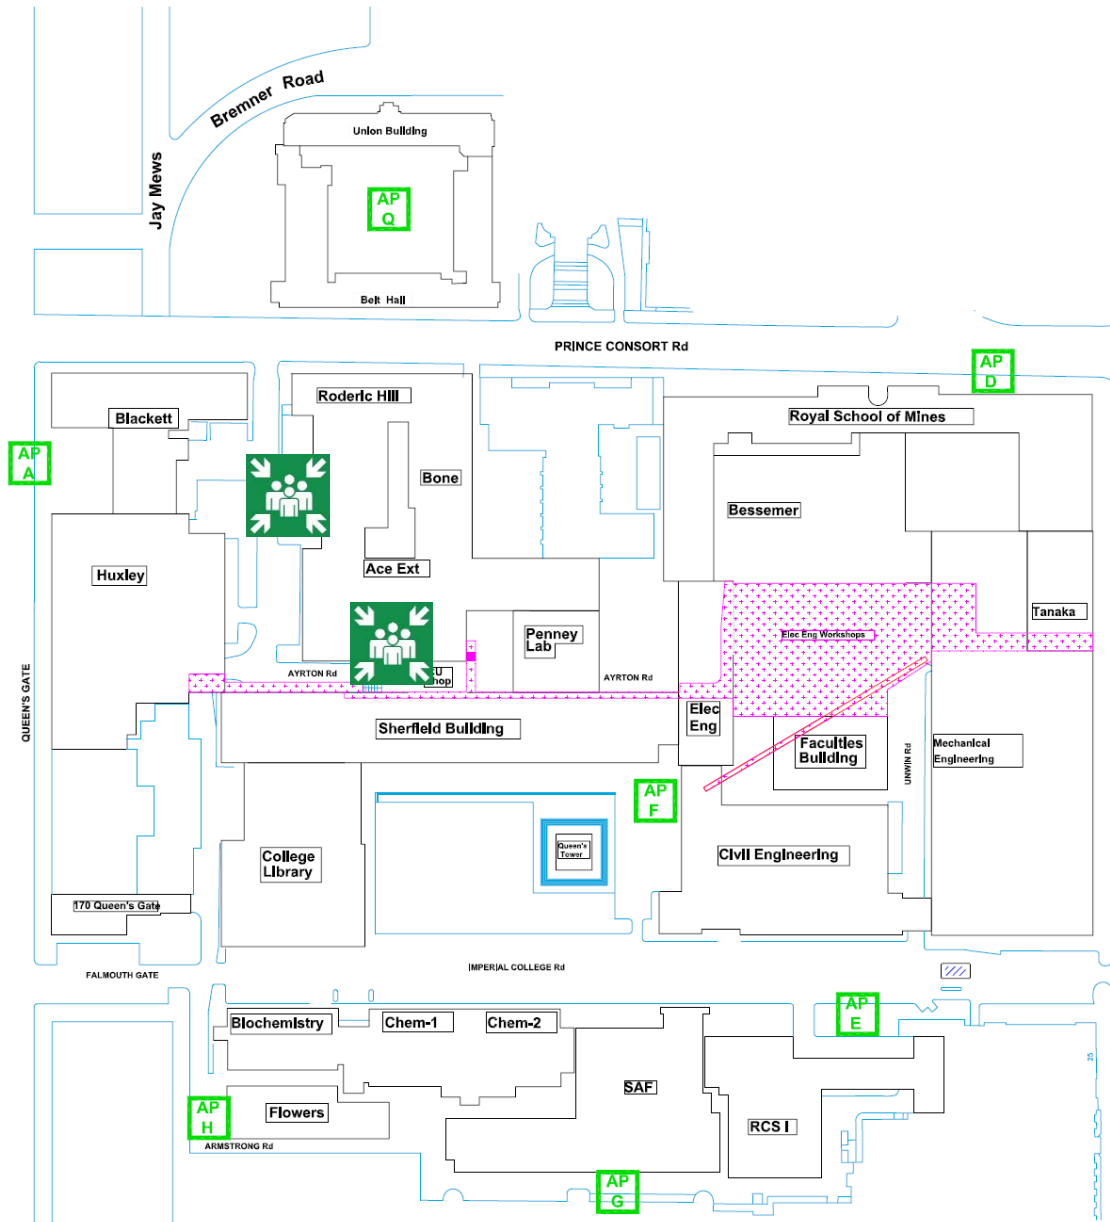 Bremner Road
Jay Mews
Union Building
AP
Q
Belt Hall
PRINCE CONSORT Rd
AP
D
Blackett
Roderic Hill
Royal School of Mines
AP
A
Bone
Bessemer
Huxley
Ace Ext
Tanaka
Penney
Lab
Elec Eng Workshops
QUEEN'S GATE
AYRTON Rd
AYRTON Rd
Sherfield Building
Elec
Eng
Faculties
Building
UNWIN Rd
Mechanical
Engineering
AP
F
College
Library
Queen's
Tower
Civil Engineering
170 Queen's Gate
FALMOUTH GATE
IMPERIAL COLLEGE Rd
Biochemistry
Chem-1
Chem-2
AP
E
25
SAF
AP
H
Flowers
RCS I
ARMSTRONG Rd
AP
G